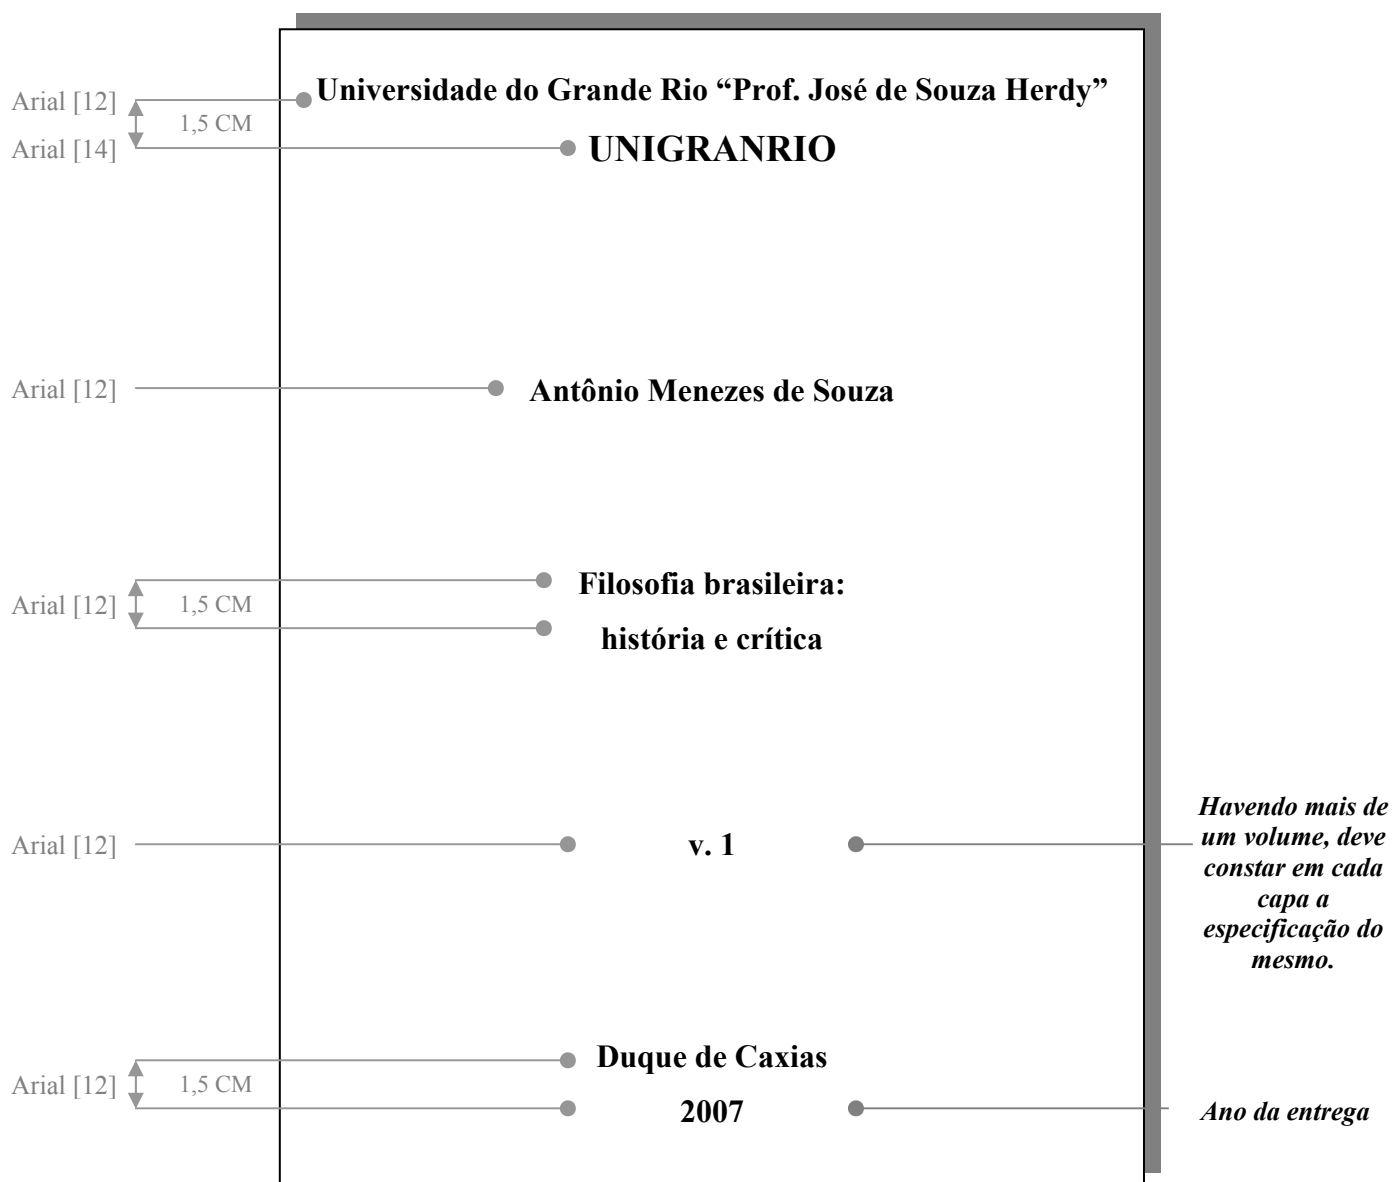 Arial [12]
Universidade do Grande Rio “Prof. José de Souza Herdy”
1,5 CM
Arial [14]
UNIGRANRIO
Arial [12]
Antônio Menezes de Souza
Filosofia brasileira:
Arial [12]
1,5 CM
história e crítica
Arial [12]
v. 1
Havendo mais de
um volume, deve
constar em cada
capa a
especificação do
mesmo.
Duque de Caxias
Arial [12]
1,5 CM
2007
Ano da entrega